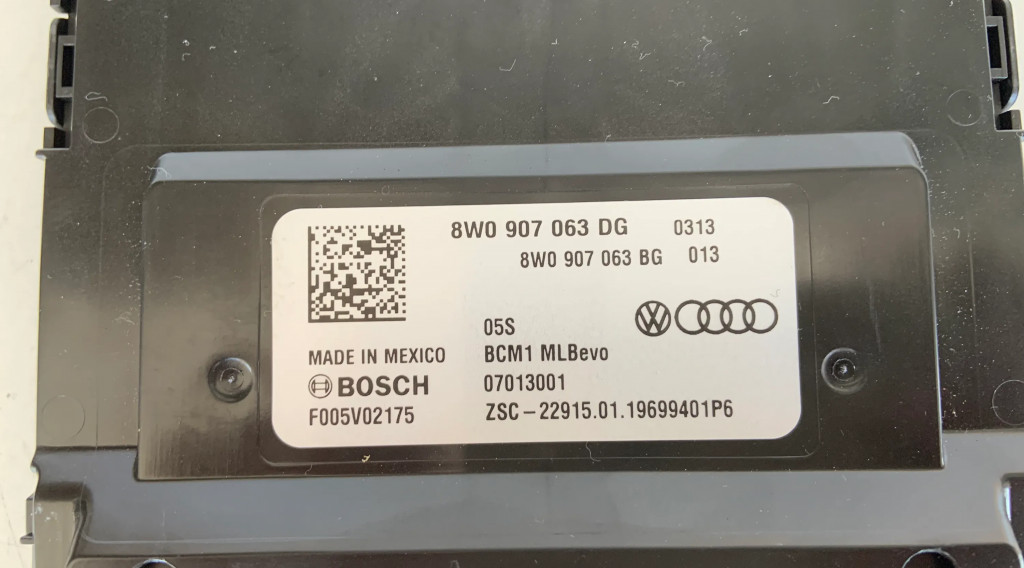 8W0 907 063 DG 0313
8W0 907 063 BG 013
05S
MADE IN MEXICO
BCM1 MLBevo
BOSCH
07013001
F005V02175
ZSC-22915.01.19699401P6